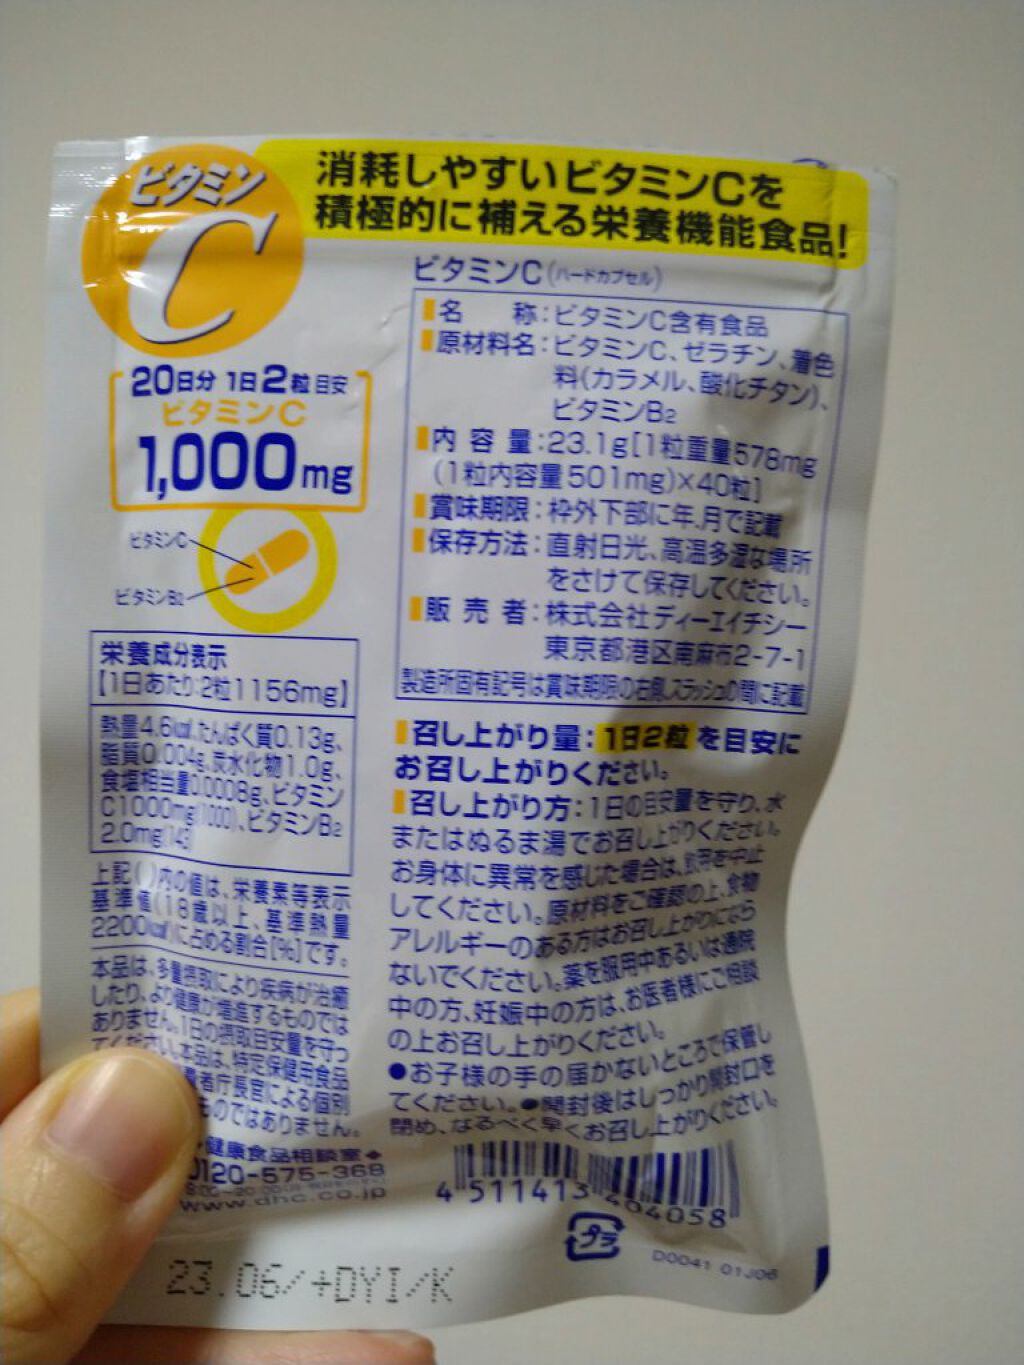 ビタミン
C
消耗しやすいビタミンCを
積極的に補える栄養機能食品!
20日分 1日2粒目安
ビタミンC
1,000mg
ビタミンC
ビタミンB2
栄養成分表示
【1日あたり:2粒1156mg】
熱量4.6kcal、たんぱく質0.13g、
脂質0.004g、炭水化物1.0g、
食塩相当量0.0008g、ビタミン
C1000mg(1000)、ビタミンB2
2.0mg(143)
上記( )内の値は、栄養素等表示
基準値(18歳以上、基準熱量
2200kcal)に占める割合[%]です。
本品は、多量摂取により疾病が治癒
したり、より健康が増進するものでは
ありません。1日の摂取目安量を守っ
てください。本品は、特定保健用食品
者庁長官による個別
ものではありません。
健康食品相談室
0120-575-368
www.dhc.co.jp
ビタミンC(ハードカプセル)
名 称:ビタミンC含有食品
原材料名:ビタミンC、ゼラチン、着色
料(カラメル、酸化チタン)、
ビタミンB2
内容量:23.1g[1粒重量578mg
(1粒内容量501mg)×40粒]
賞味期限:枠外下部に年、月で記載
保存方法:直射日光、高温多湿な場所
をさけて保存してください。
販売者:株式会社ディーエイチシー
東京都港区南麻布2-7-1
製造所固有記号は賞味期限の右側、スラッシュの間に記載
召し上がり量:1日2粒を目安に
お召し上がりください。
召し上がり方:1日の目安量を守り、水
またはぬるま湯でお召し上がりください。
お身体に異常を感じた場合は、飲用を中止
してください。原材料をご確認の上、食物
アレルギーのある方はお召し上がりになら
ないでください。薬を服用中あるいは通院
中の方、妊娠中の方は、お医者様にご相談
の上お召し上がりください。
●お子様の手の届かないところで保管し
てください。●開封後はしっかり開封口を
閉め、なるべく早くお召し上がりください。
4 511413 404058
プラ
D0041 01J06
23.06/+DYI/K